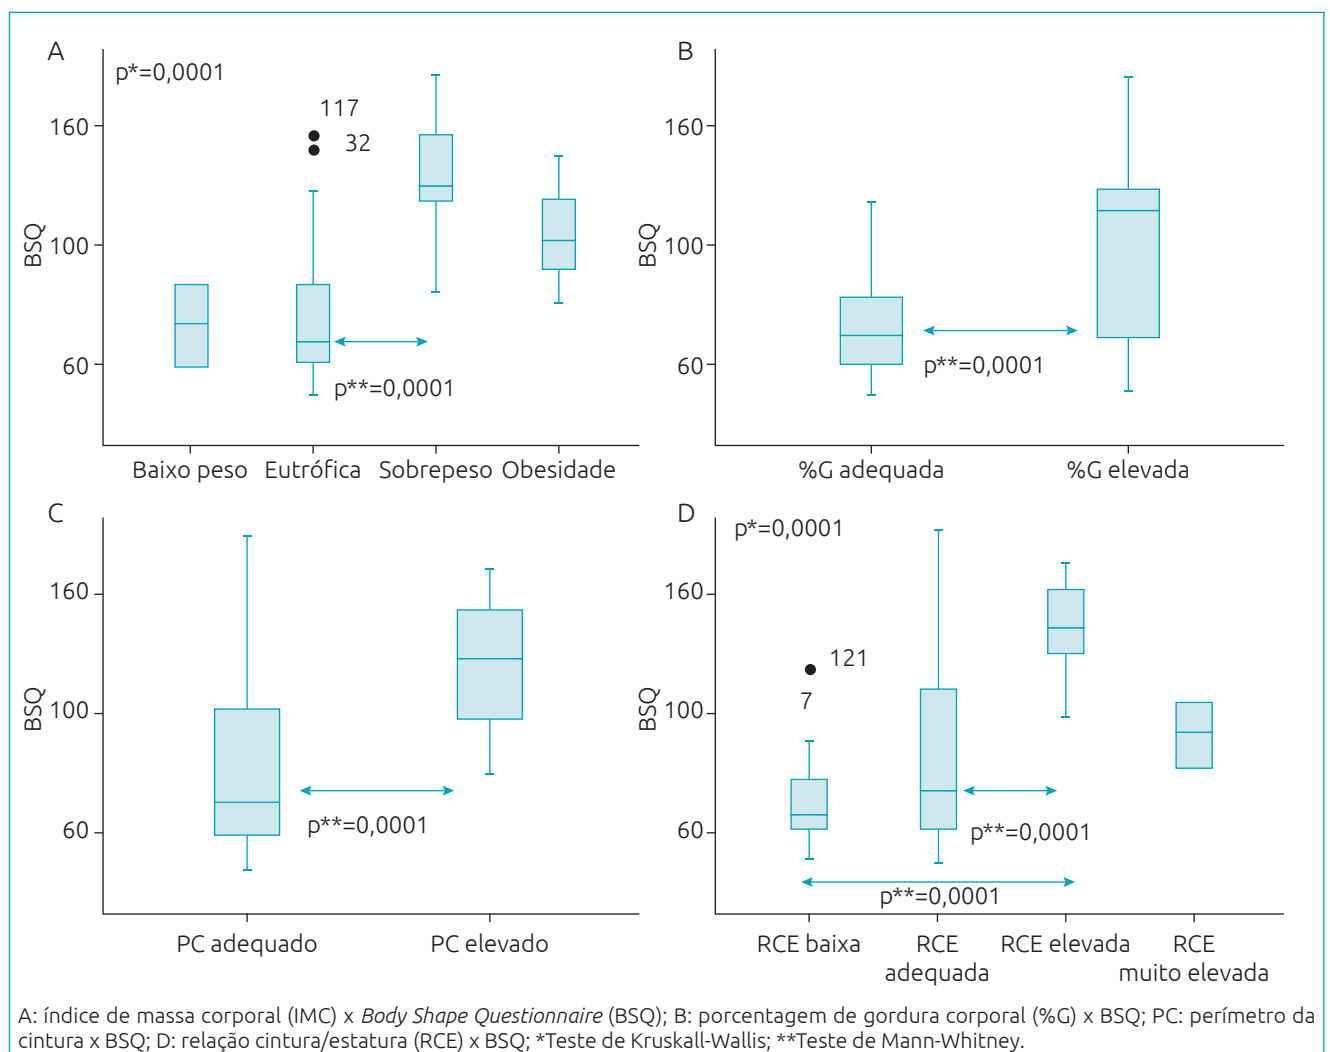 A
p*=0,0001
117
32
160
100
60
BSQ
p**=0,0001
Baixo peso Eutrófica Sobrepeso Obesidade
B
160
100
60
BSQ
p**=0,0001
%G adequada %G elevada
C
160
100
60
BSQ
p**=0,0001
PC adequado PC elevado
D
p*=0,0001
160
121
7
100
60
BSQ
p**=0,0001
p**=0,0001
RCE baixa RCE adequada RCE elevada RCE muito elevada
A: índice de massa corporal (IMC) x Body Shape Questionnaire (BSQ); B: porcentagem de gordura corporal (%G) x BSQ; PC: perímetro da
cintura x BSQ; D: relação cintura/estatura (RCE) x BSQ; *Teste de Kruskall-Wallis; **Teste de Mann-Whitney.